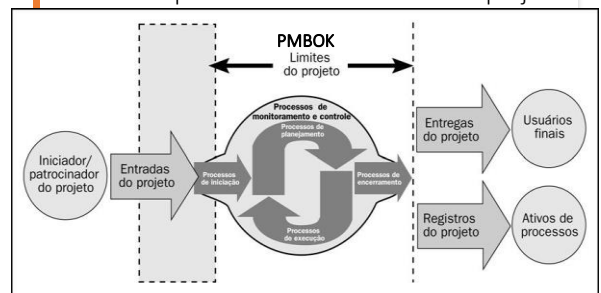 PMBOK
Limites
do projeto
Processos de
monitoramento e controle
Processos de
planejamento
Iniciador/
patrocinador
do projeto
Entradas
do projeto
Processos
de iniciação
Processos de
encerramento
Processos
de execução
Entregas
do projeto
Usuários
finais
Registros
do projeto
Ativos de
processos